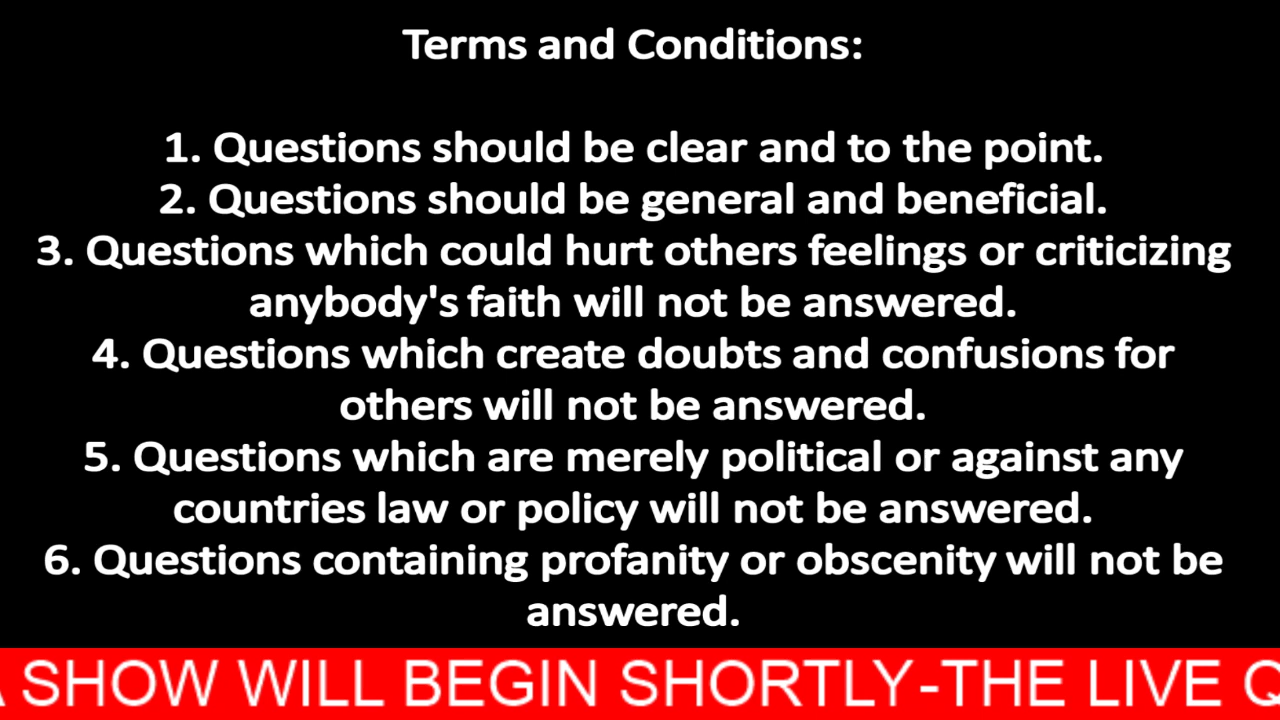 Terms and Conditions:
1. Questions should be clear and to the point.
2. Questions should be general and beneficial.
3. Questions which could hurt others feelings or criticizing
anybody's faith will not be answered.
4. Questions which create doubts and confusions for
others will not be answered.
5. Questions which are merely political or against any
countries law or policy will not be answered.
6. Questions containing profanity or obscenity will not be
answered.
A SHOW WILL BEGIN SHORTLY-THE LIVE Q